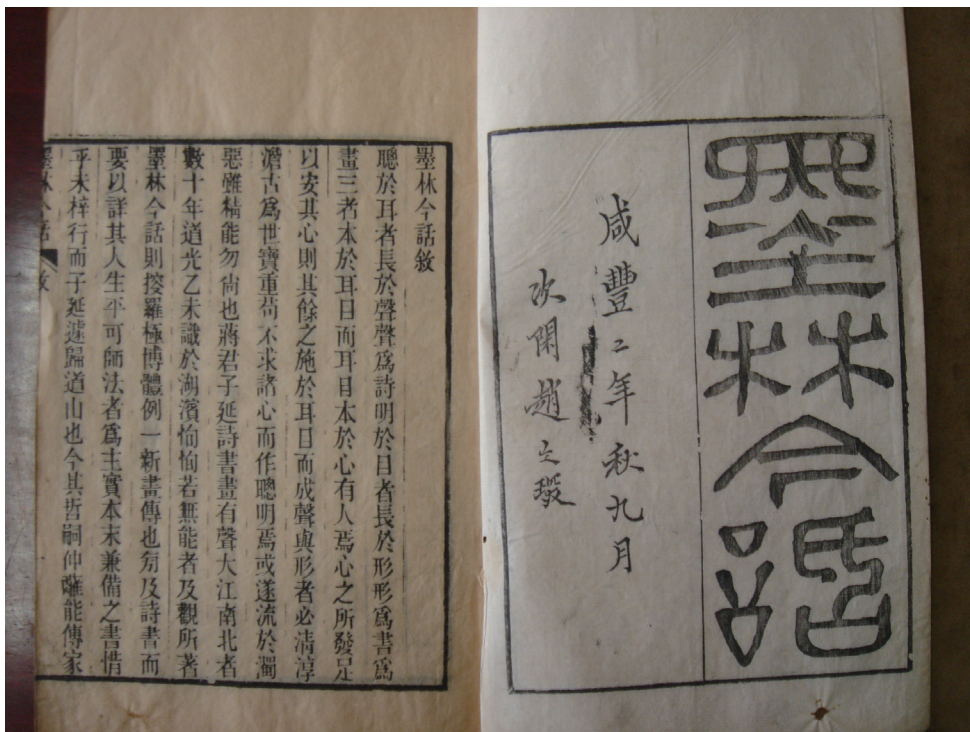 墨林今話
咸豐二年秋九月
次閑趙之琛
墨林今話敘
聰於耳者長於聲聲爲詩明於目者長於形形爲書爲
畫三者本於耳目而耳目本於心有人焉心之所發足
以安其心則其餘之施於耳目而成聲與形者必清淳
澹古爲世寶重苟不求諸心而作聰明焉或遂流於濁
惡雖精能勿尙也蔣君子延詩書畫有聲大江南北者
數十年道光乙未識於湖濱恂恂若無能者及觀所著
墨林今話則搜羅極博體例一新畫傳也旁及詩書而
要以詳其人生平可師法者爲主實本末兼備之書惜
乎未梓行而子延遽歸道山也今其哲嗣仲蘺能傳家
墨林今話 敘